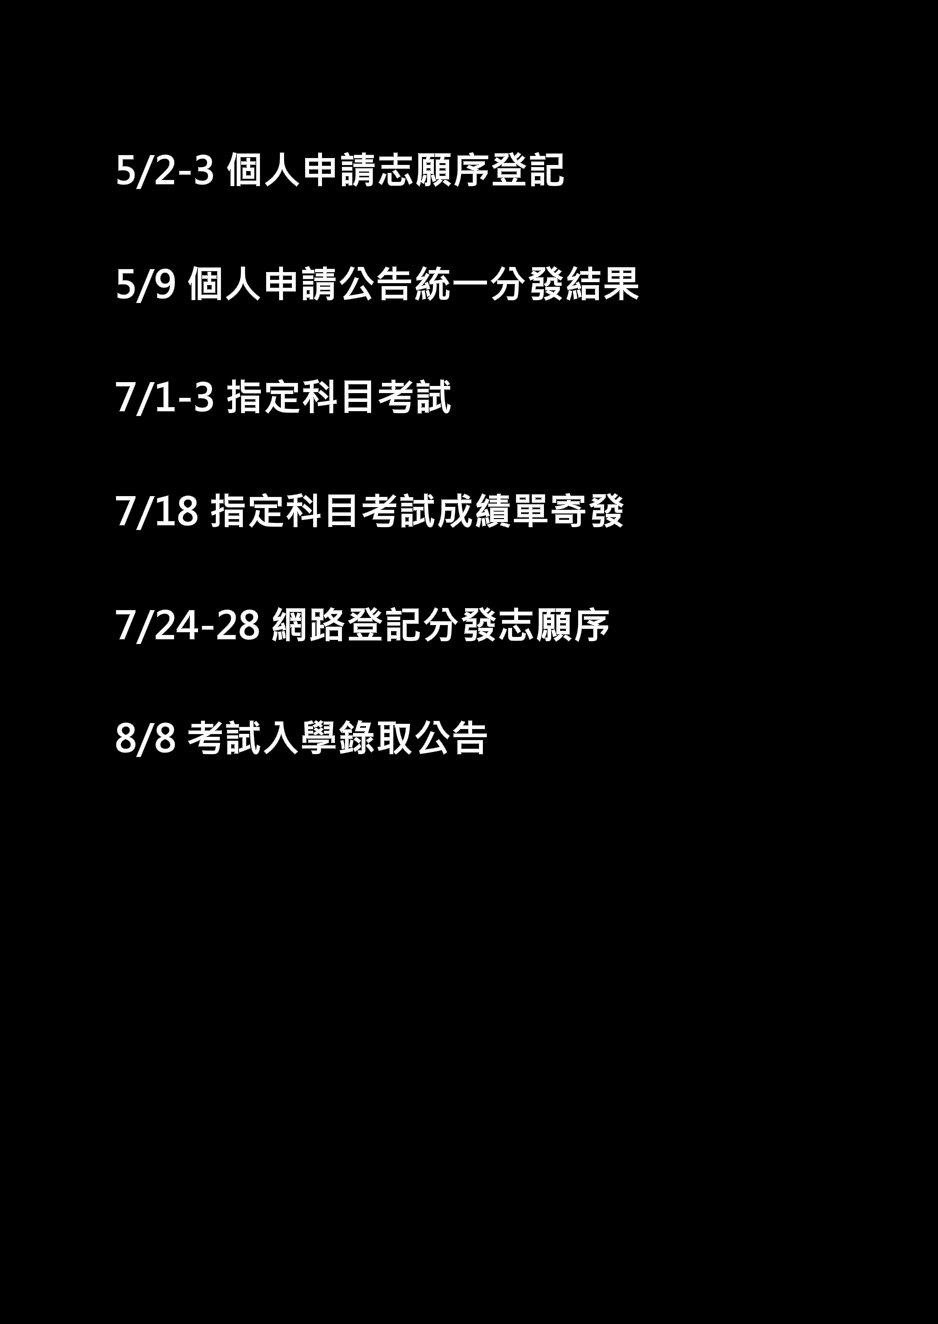 5/2-3 個人申請志願序登記
5/9 個人申請公告統一分發結果
7/1-3 指定科目考試
7/18 指定科目考試成績單寄發
7/24-28 網路登記分發志願序
8/8 考試入學錄取公告